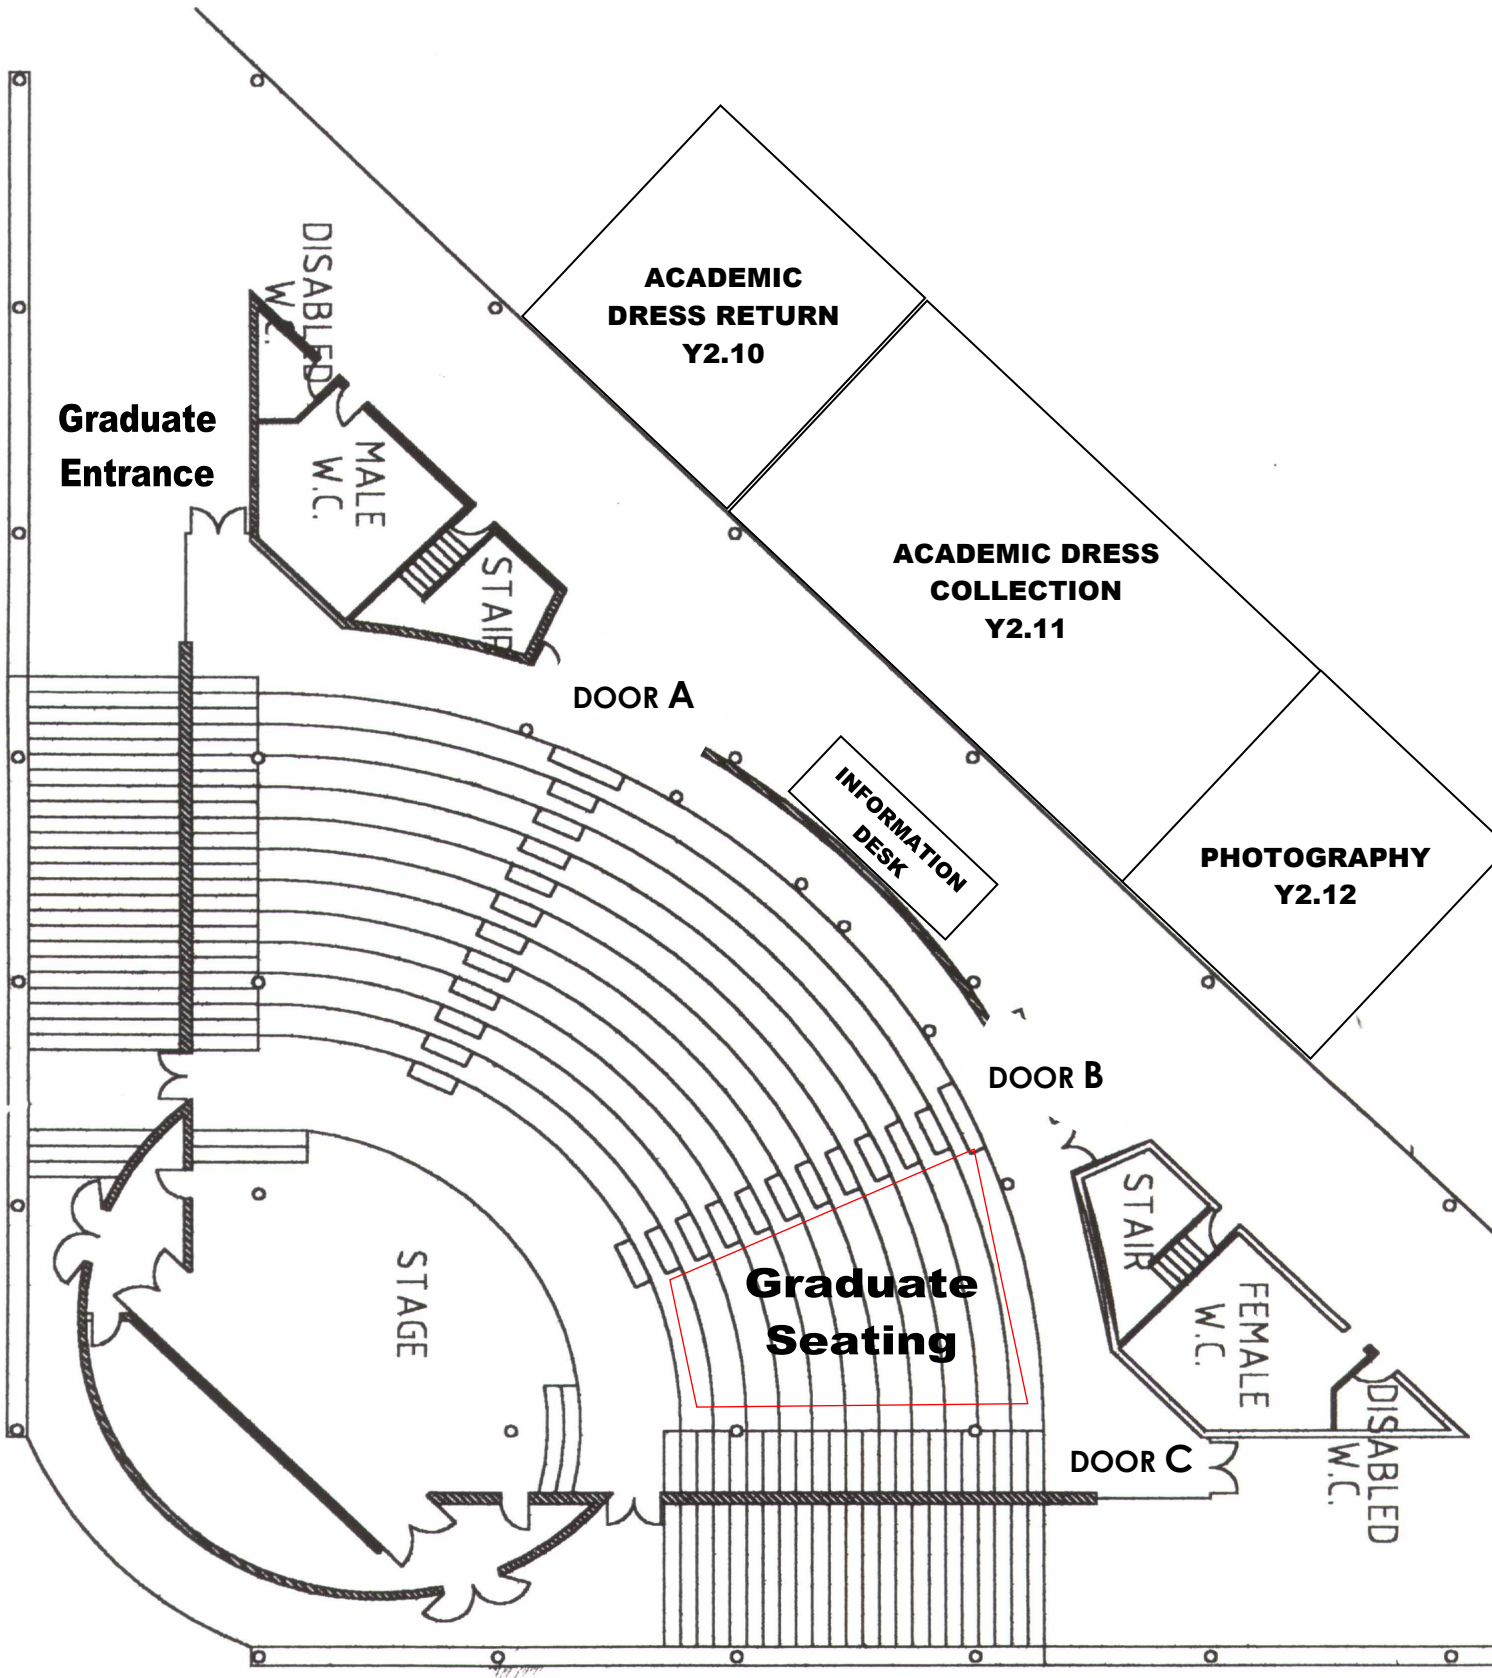 DISABLED
W.C.
ACADEMIC
DRESS RETURN
Y2.10
Graduate
Entrance
MALE
W.C.
STAIR
ACADEMIC DRESS
COLLECTION
Y2.11
DOOR A
INFORMATION
DESK
PHOTOGRAPHY
Y2.12
DOOR B
STAIR
STAGE
Graduate
Seating
FEMALE
W.C.
DOOR C
DISABLED
W.C.